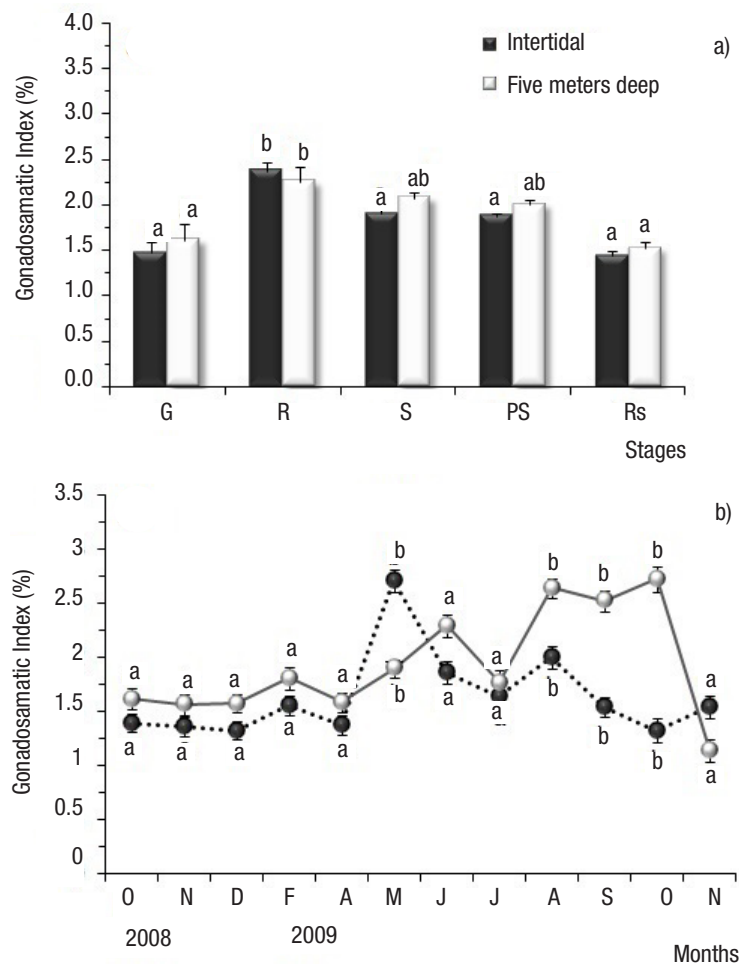 4.0
a)
Intertidal
Five meters deep
3.5
3.0
2.5
2.0
1.5
1.0
0.5
0.0
Gonadosamatic Index (%)
a a b b a ab a ab a a
G R S PS Rs
Stages
3.5
b)
3
2.5
2
1.5
1
0.5
0
Gonadosamatic Index (%)
a a a a a b a a b b b a
a a a a a b a a b b b a
O N D F A M J J A S O N
2008 2009
Months